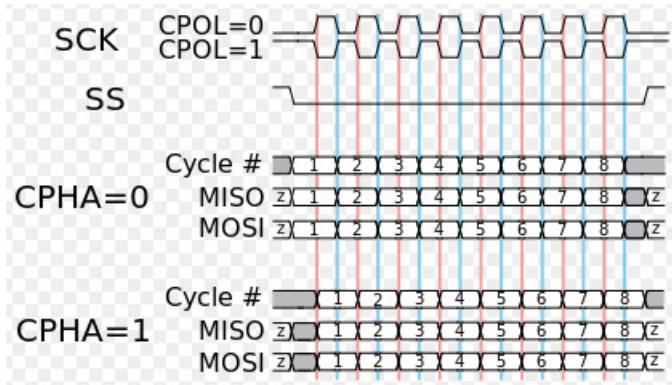 SCK CPOL=0
CPOL=1
SS
Cycle # 1 2 3 4 5 6 7 8
CPHA=0 MISO z 1 2 3 4 5 6 7 8 z
MOSI z 1 2 3 4 5 6 7 8 z
Cycle # 1 2 3 4 5 6 7 8
CPHA=1 MISO z 1 2 3 4 5 6 7 8 z
MOSI z 1 2 3 4 5 6 7 8 z